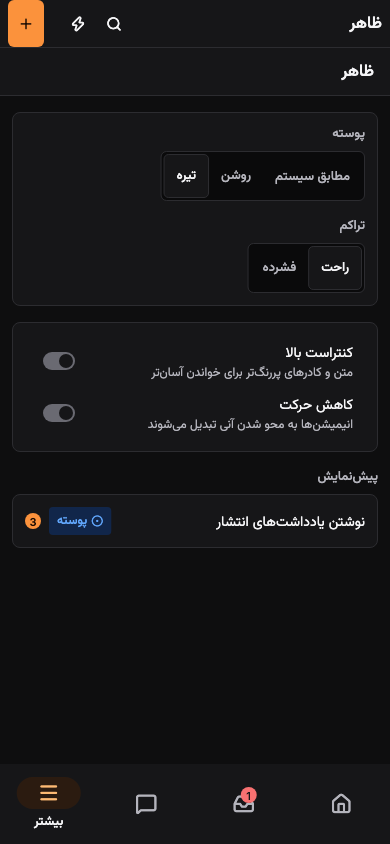 ظاهر
ظاهر
پوسته
مطابق سیستم روشن تیره
تراکم
راحت فشرده
کنتراست بالا
متن و کادرهای پررنگ‌تر برای خواندن آسان‌تر
کاهش حرکت
انیمیشن‌ها به محو شدن آنی تبدیل می‌شوند
پیش‌نمایش
نوشتن یادداشت‌های انتشار پوسته 3
1
بیشتر